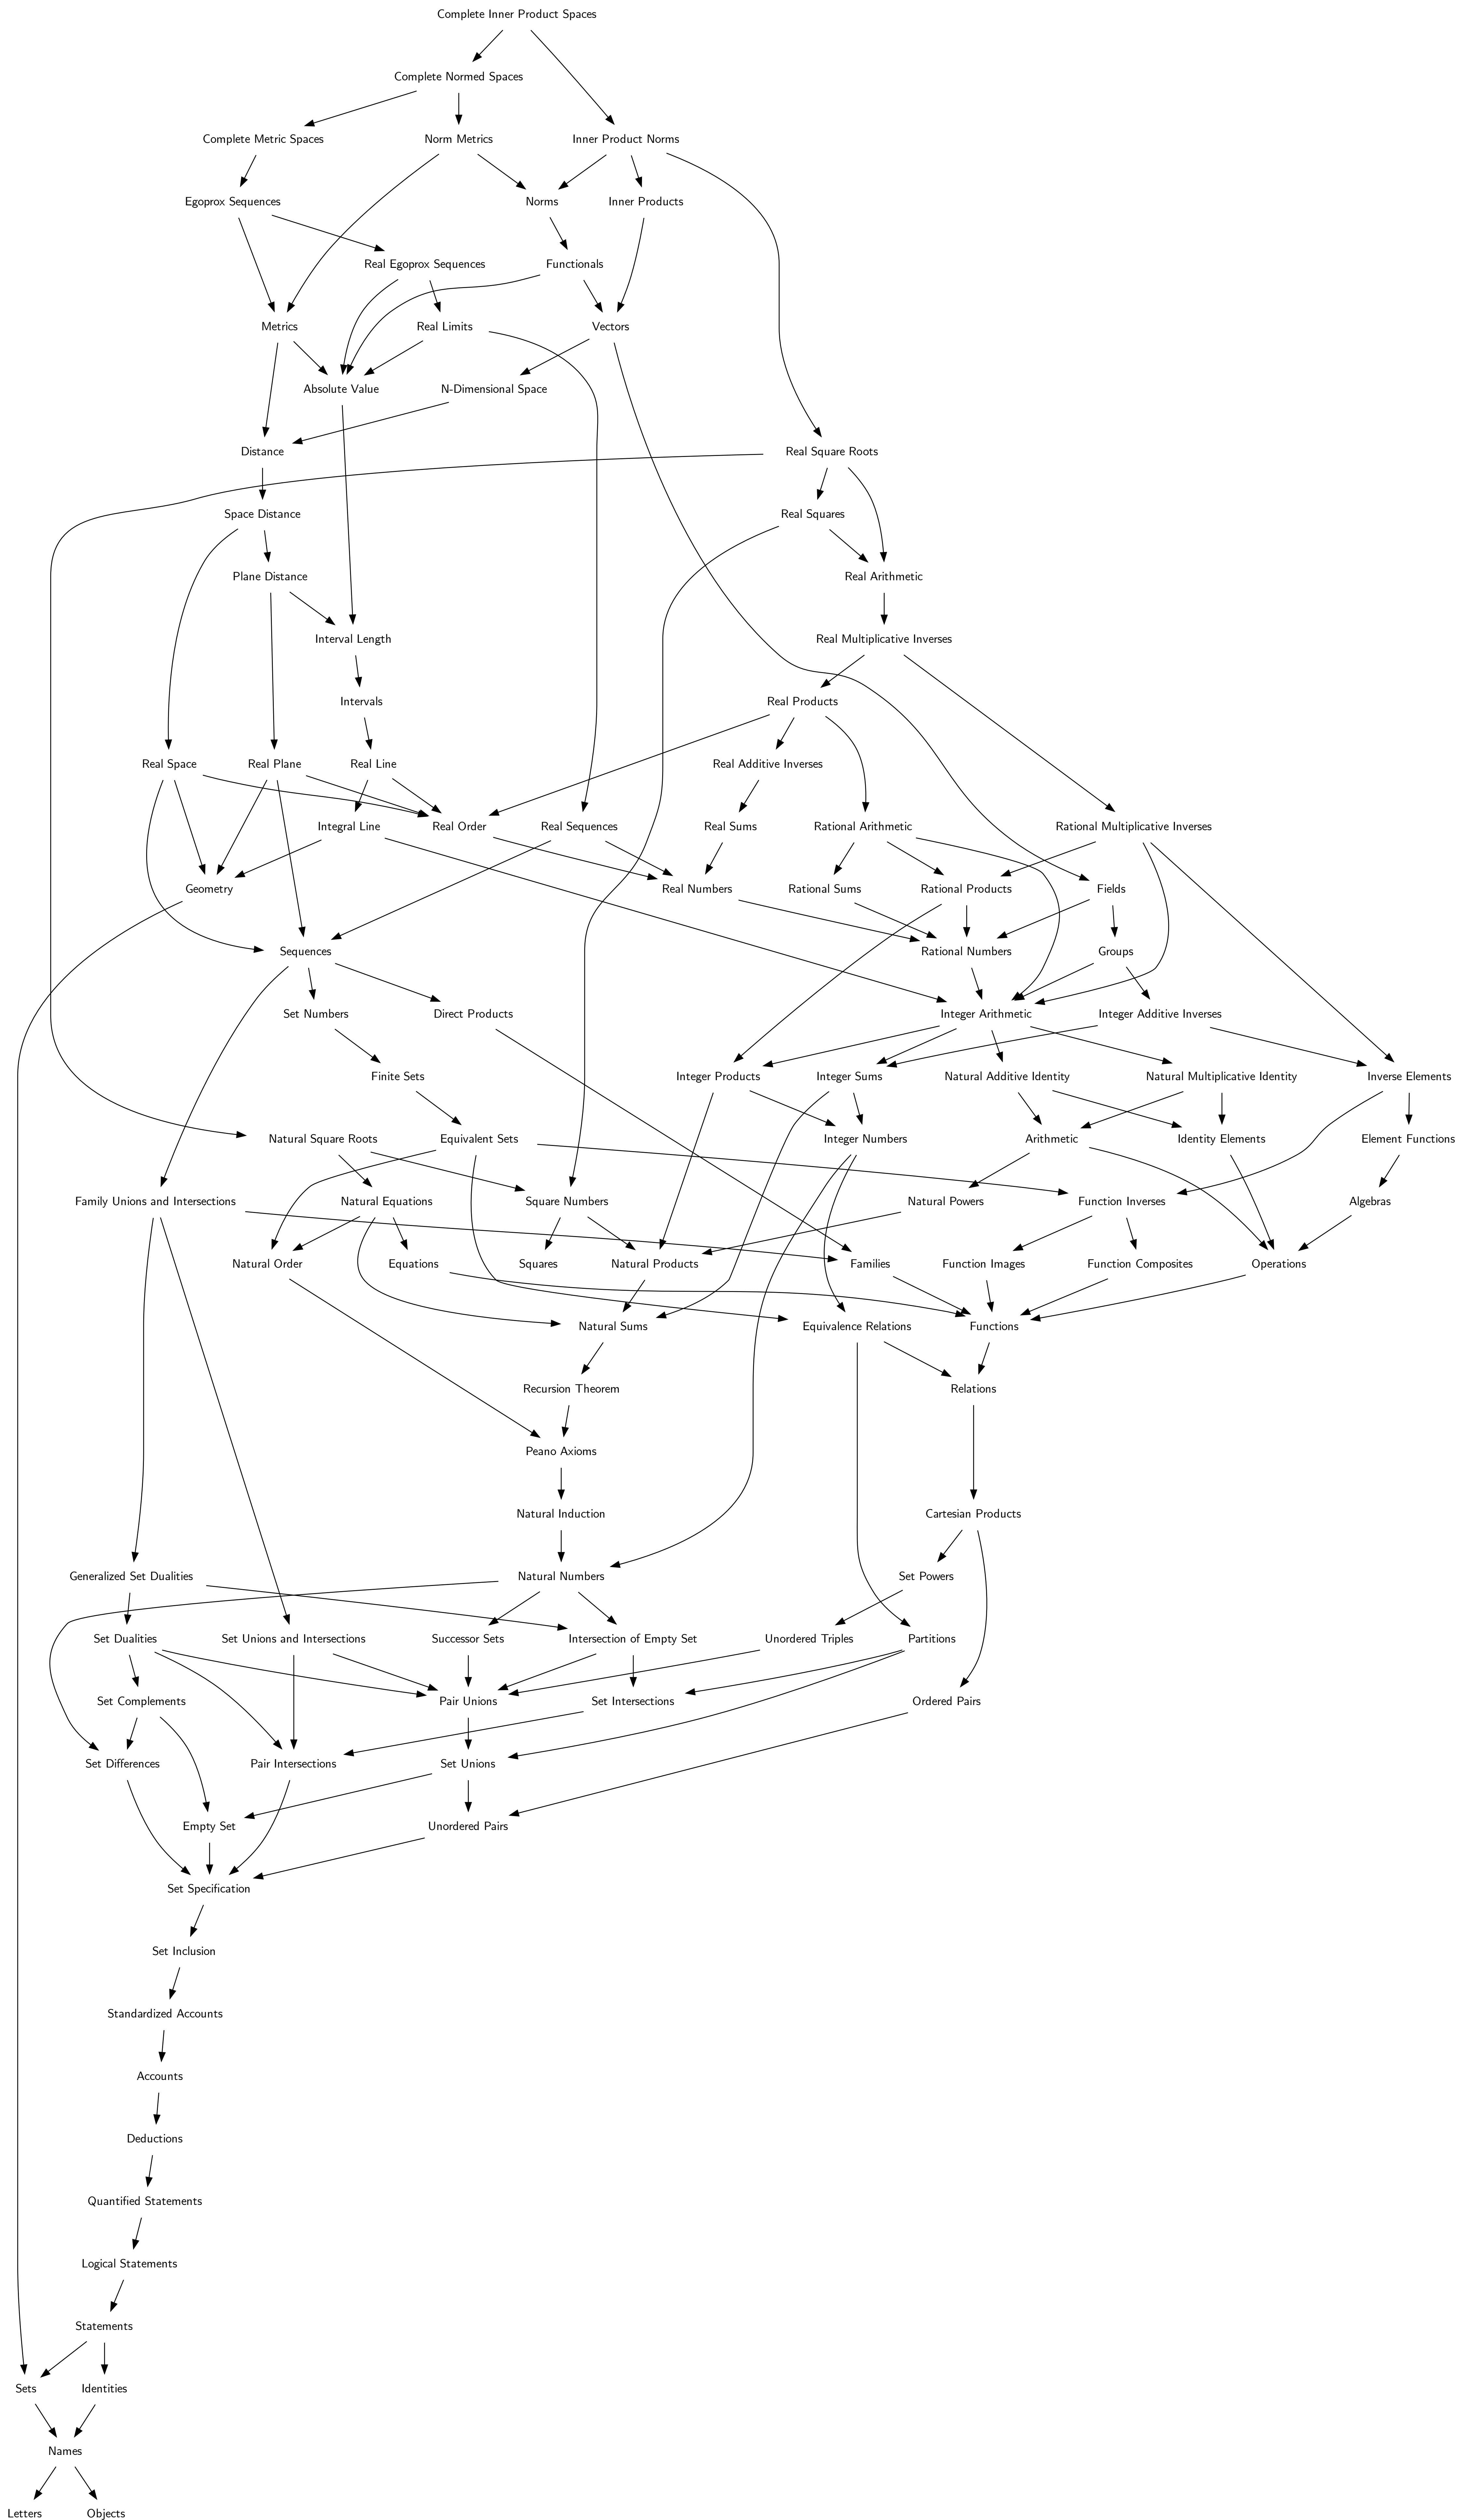 Complete Inner Product Spaces
Complete Normed Spaces
Complete Metric Spaces
Norm Metrics
Inner Product Norms
Egoprox Sequences
Norms
Inner Products
Real Egoprox Sequences
Functionals
Metrics
Real Limits
Vectors
Absolute Value
N-Dimensional Space
Distance
Real Square Roots
Space Distance
Real Squares
Plane Distance
Real Arithmetic
Interval Length
Real Multiplicative Inverses
Intervals
Real Products
Real Space
Real Plane
Real Line
Real Additive Inverses
Integral Line
Real Order
Real Sequences
Real Sums
Rational Arithmetic
Rational Multiplicative Inverses
Geometry
Real Numbers
Rational Sums
Rational Products
Fields
Sequences
Rational Numbers
Groups
Set Numbers
Direct Products
Integer Arithmetic
Integer Additive Inverses
Finite Sets
Integer Products
Integer Sums
Natural Additive Identity
Natural Multiplicative Identity
Inverse Elements
Natural Square Roots
Equivalent Sets
Integer Numbers
Arithmetic
Identity Elements
Element Functions
Family Unions and Intersections
Natural Equations
Square Numbers
Natural Powers
Function Inverses
Algebras
Natural Order
Equations
Squares
Natural Products
Families
Function Images
Function Composites
Operations
Natural Sums
Equivalence Relations
Functions
Recursion Theorem
Relations
Peano Axioms
Natural Induction
Cartesian Products
Generalized Set Dualities
Natural Numbers
Set Powers
Set Dualities
Set Unions and Intersections
Successor Sets
Intersection of Empty Set
Unordered Triples
Partitions
Set Complements
Pair Unions
Set Intersections
Ordered Pairs
Set Differences
Pair Intersections
Set Unions
Empty Set
Unordered Pairs
Set Specification
Set Inclusion
Standardized Accounts
Accounts
Deductions
Quantified Statements
Logical Statements
Statements
Sets
Identities
Names
Letters
Objects